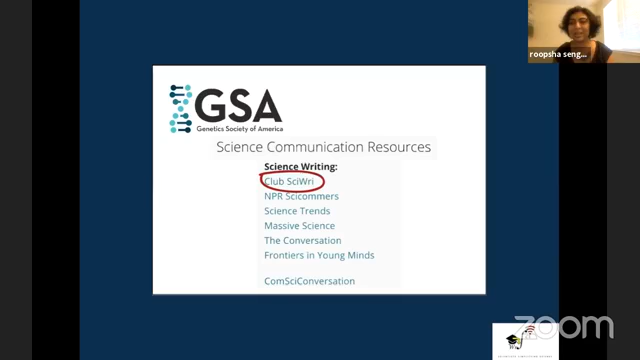 roopsha seng...
GSA
Genetics Society of America
Science Communication Resources
Science Writing:
Club SciWri
NPR Scicommers
Science Trends
Massive Science
The Conversation
Frontiers in Young Minds
ComSciConversation
zoom